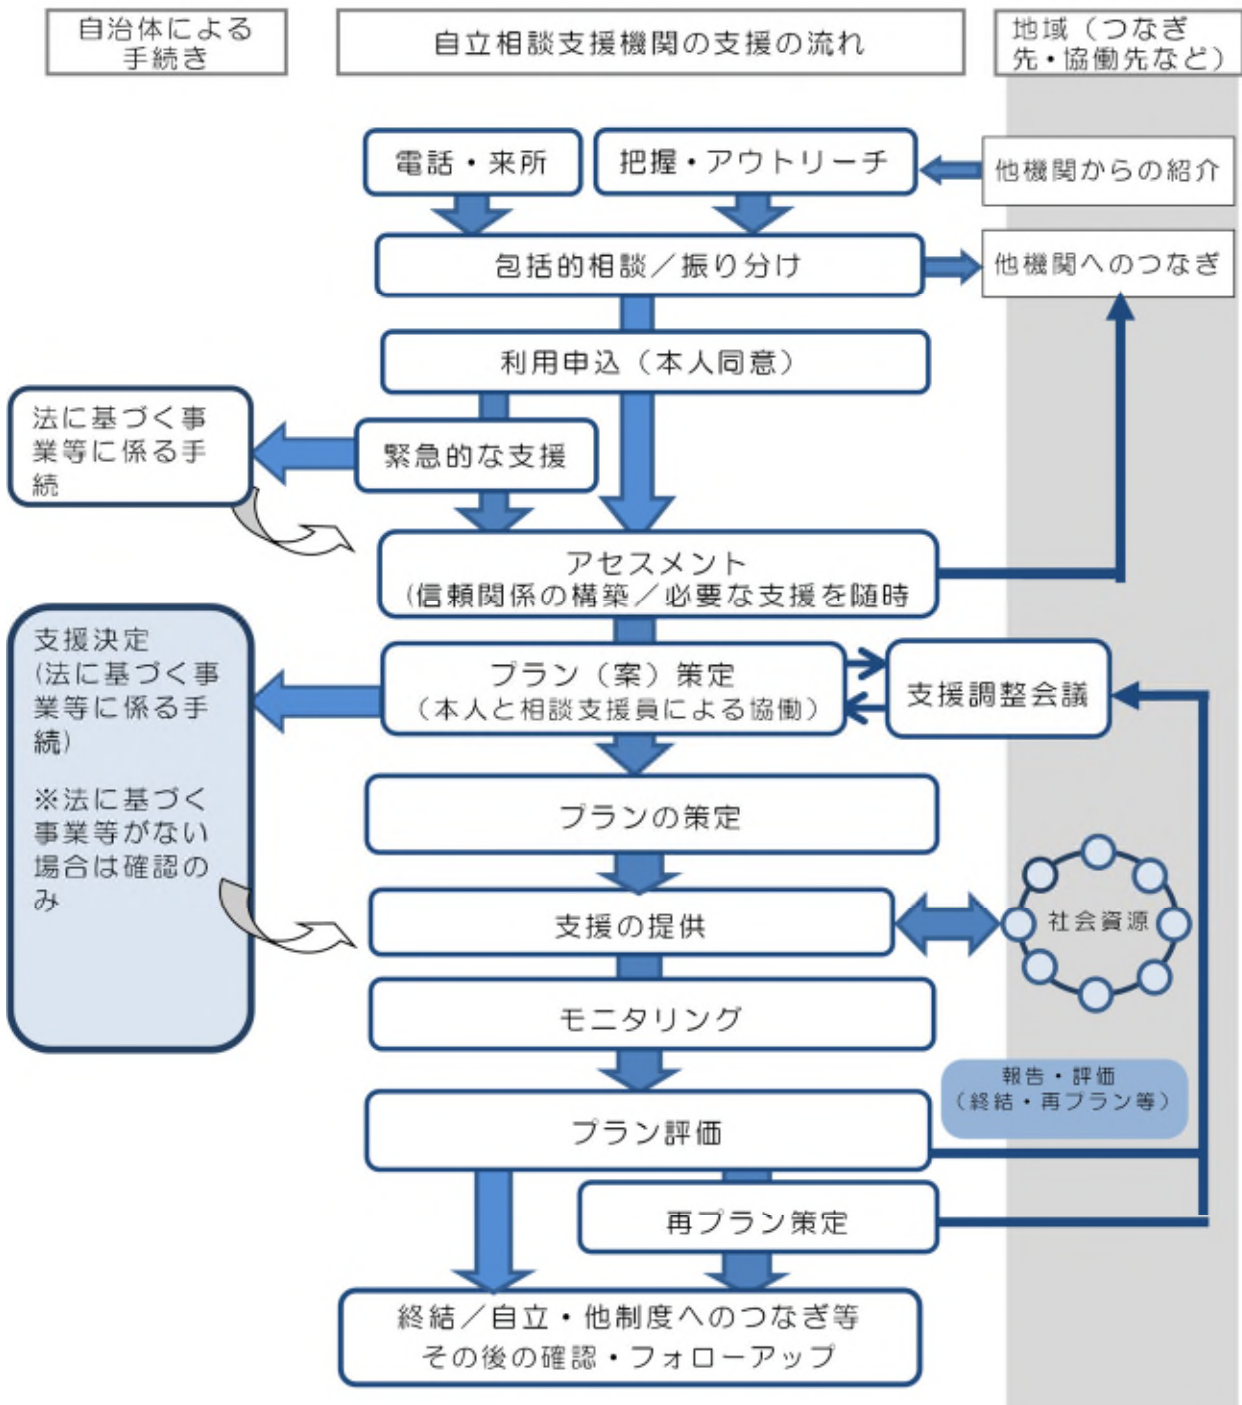 自治体による
手続き
自立相談支援機関の支援の流れ
地域（つなぎ
先・協働先など）
電話・来所
把握・アウトリーチ
他機関からの紹介
包括的相談／振り分け
他機関へのつなぎ
利用申込（本人同意）
法に基づく事
業等に係る手
続
緊急的な支援
アセスメント
(信頼関係の構築／必要な支援を随時
支援決定
(法に基づく事
業等に係る手
続)
※法に基づく
事業等がない
場合は確認の
み
プラン（案）策定
（本人と相談支援員による協働）
支援調整会議
プランの策定
支援の提供
社会資源
モニタリング
報告・評価
（終結・再プラン等）
プラン評価
再プラン策定
終結／自立・他制度へのつなぎ等
その後の確認・フォローアップ